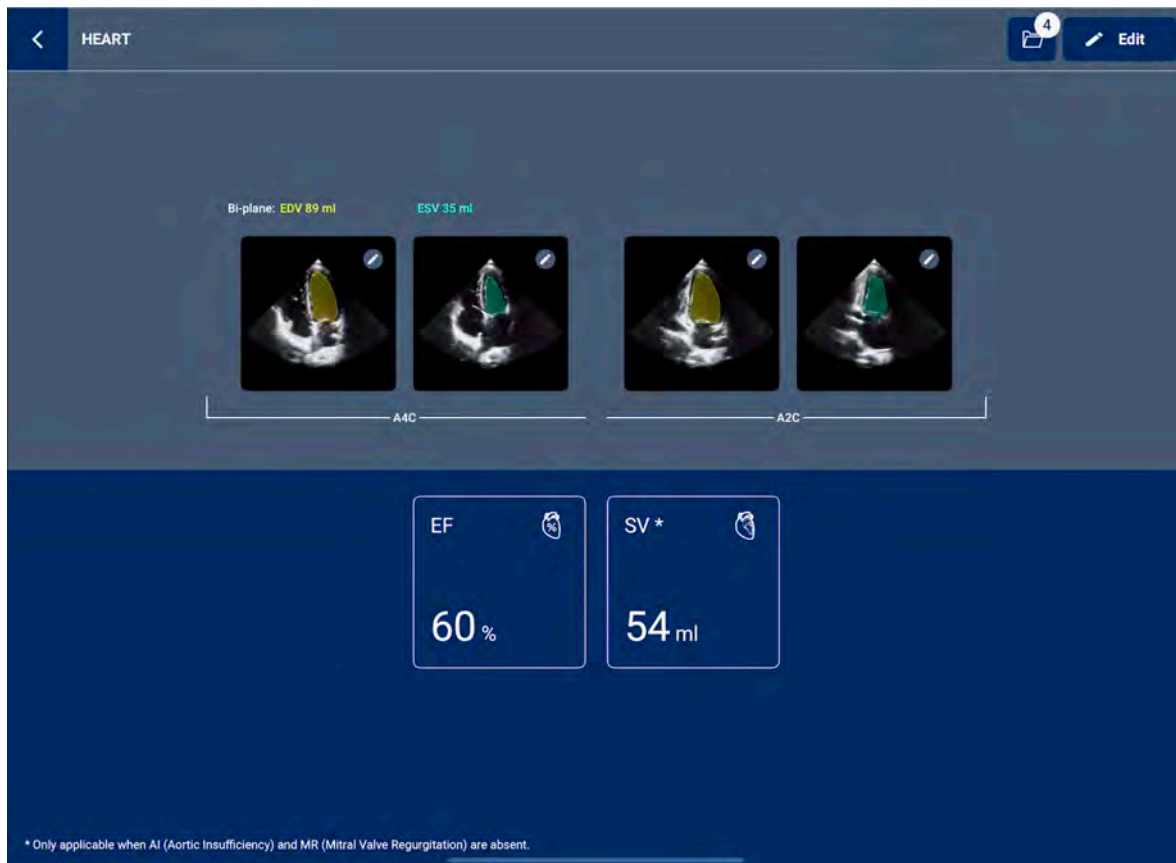 HEART
4
Edit
Bi-plane: EDV 89 ml
ESV 35 ml
A4C
A2C
EF
%
SV *
60 %
54 ml
* Only applicable when AI (Aortic Insufficiency) and MR (Mitral Valve Regurgitation) are absent.